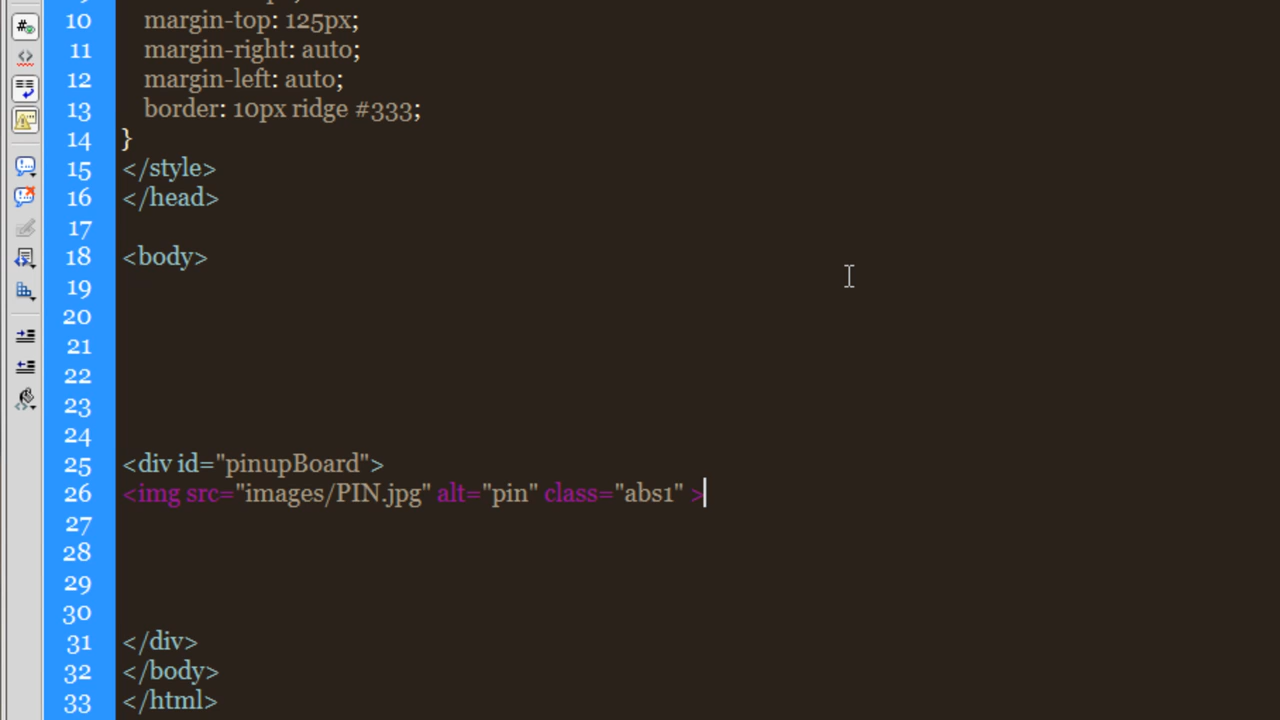 10 margin-top: 125px;
11 margin-right: auto;
12 margin-left: auto;
13 border: 10px ridge #333;
14 }
15 </style>
16 </head>
17
18 <body>
19
20
21
22
23
24
25 <div id="pinupBoard">
26 <img src="images/PIN.jpg" alt="pin" class="abs1" >
27
28
29
30
31 </div>
32 </body>
33 </html>